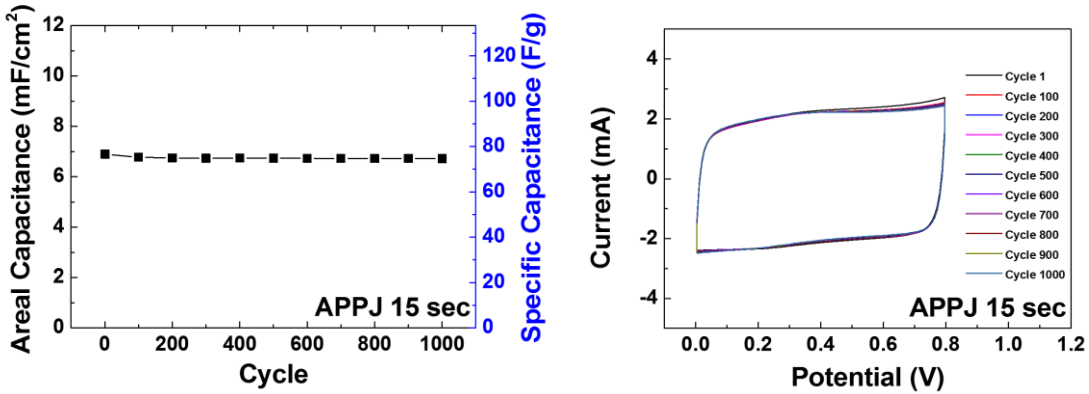 Areal Capacitance (mF/cm²)
12
10
8
6
4
2
0
0 200 400 600 800 1000
Cycle
APPJ 15 sec
120
100
80
60
40
20
0
Specific Capacitance (F/g)
Current (mA)
4
2
0
-2
-4
0.0 0.2 0.4 0.6 0.8 1.0 1.2
Potential (V)
Cycle 1
Cycle 100
Cycle 200
Cycle 300
Cycle 400
Cycle 500
Cycle 600
Cycle 700
Cycle 800
Cycle 900
Cycle 1000
APPJ 15 sec